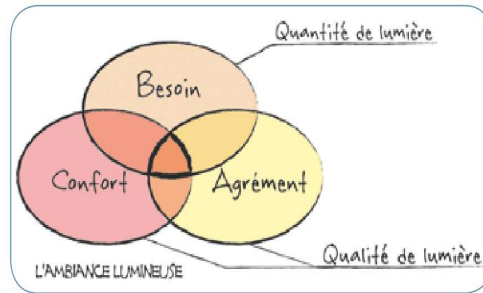 Quantité de lumière
Besoin
Confort
Agrément
Qualité de lumière
L'AMBIANCE LUMINEUSE